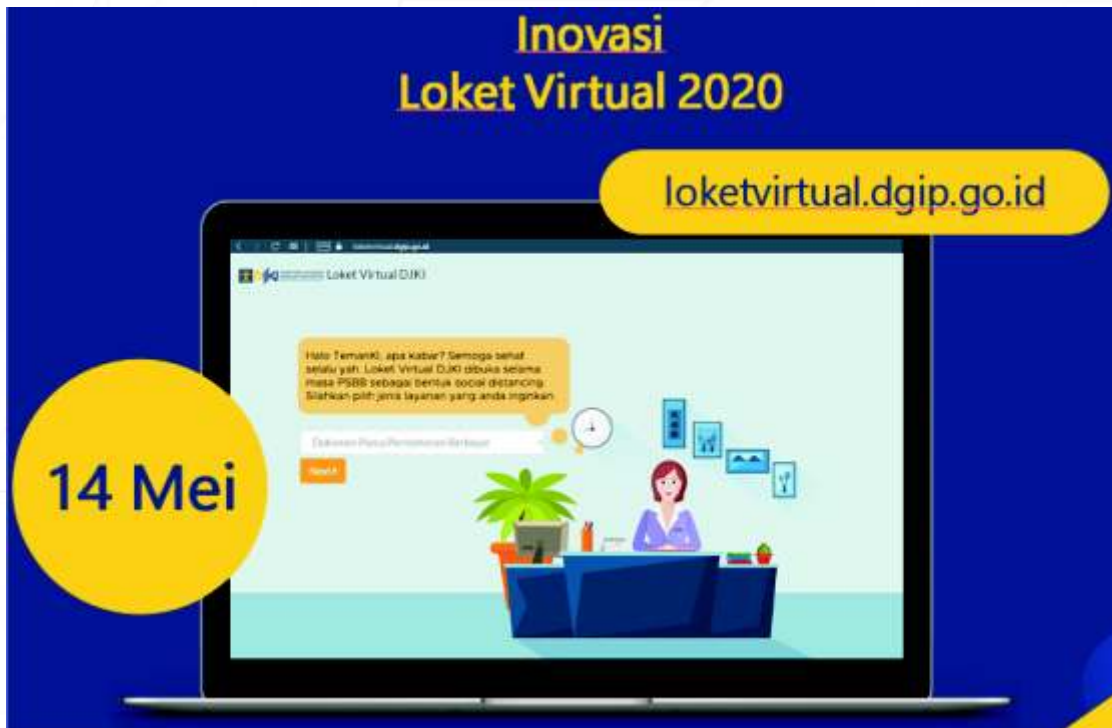 Inovasi
Loket Virtual 2020
loketvirtual.dgip.go.id
Loket Virtual DJKI
Halo TemanKI, apa kabar? Semoga sehat
selalu yah. Loket Virtual DJKI dibuka selama
masa PSBB sebagai bentuk social distancing.
Silahkan pilih jenis layanan yang anda inginkan
14 Mei